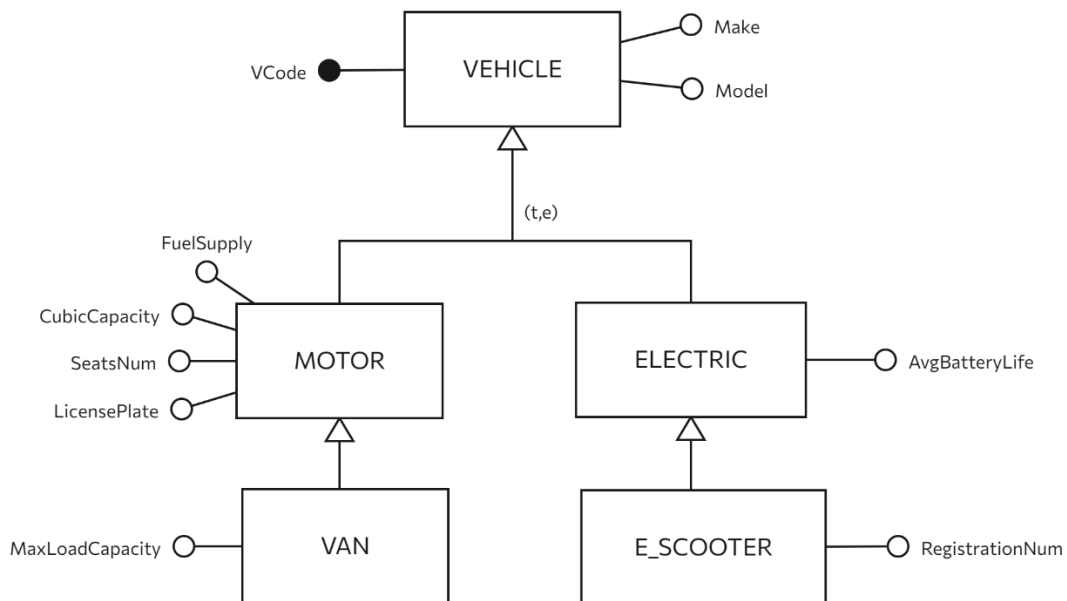 Make
VCode
VEHICLE
Model
(t,e)
FuelSupply
CubicCapacity
SeatsNum
MOTOR
ELECTRIC
AvgBatteryLife
LicensePlate
MaxLoadCapacity
VAN
E_SCOOTER
RegistrationNum